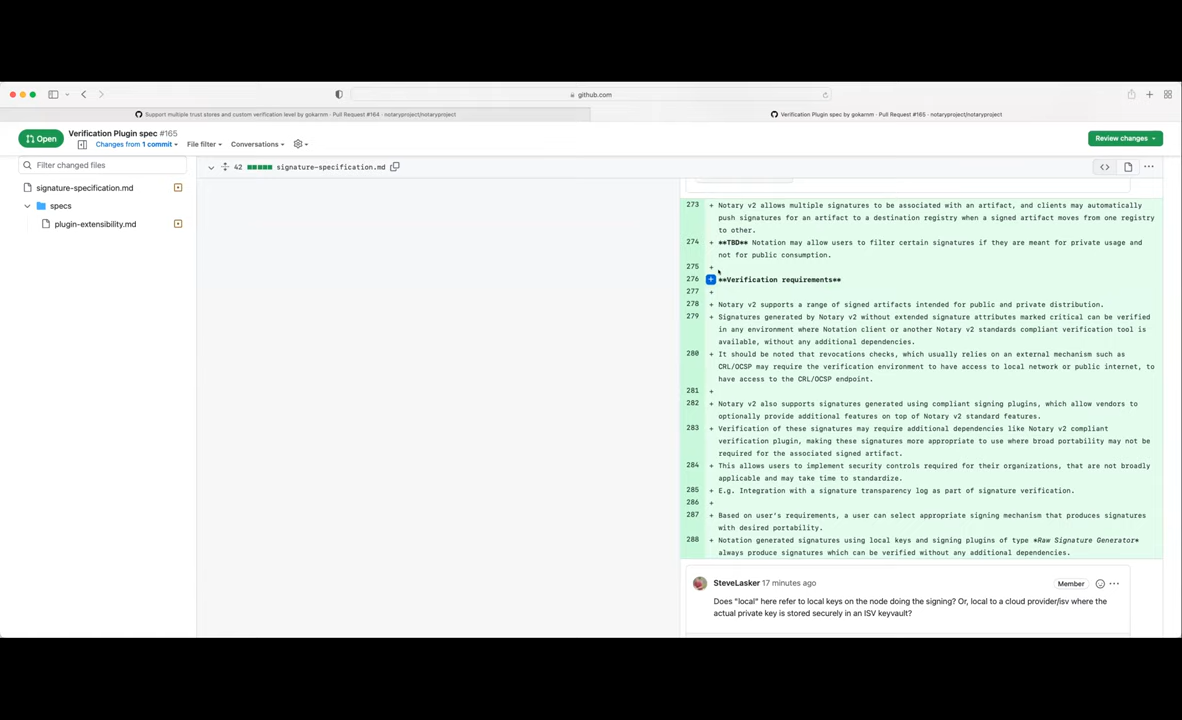 github.com
Support multiple trust stores and custom verification level by gokarnm · Pull Request #164 · notaryproject/notaryproject
Verification Plugin spec by gokarnm · Pull Request #165 · notaryproject/notaryproject
Open
Verification Plugin spec #165
Changes from 1 commit
File filter
Conversations
Review changes
Filter changed files
42
signature-specification.md
signature-specification.md
specs
plugin-extensibility.md
273 + Notary v2 allows multiple signatures to be associated with an artifact, and clients may automatically
push signatures for an artifact to a destination registry when a signed artifact moves from one registry
to other.
274 + **TBD** Notation may allow users to filter certain signatures if they are meant for private usage and
not for public consumption.
275 +
276 + **Verification requirements**
277 +
278 + Notary v2 supports a range of signed artifacts intended for public and private distribution.
279 + Signatures generated by Notary v2 without extended signature attributes marked critical can be verified
in any environment where Notation client or another Notary v2 standards compliant verification tool is
available, without any additional dependencies.
280 + It should be noted that revocations checks, which usually relies on an external mechanism such as
CRL/OCSP may require the verification environment to have access to local network or public internet, to
have access to the CRL/OCSP endpoint.
281 +
282 + Notary v2 also supports signatures generated using compliant signing plugins, which allow vendors to
optionally provide additional features on top of Notary v2 standard features.
283 + Verification of these signatures may require additional dependencies like Notary v2 compliant
verification plugin, making these signatures more appropriate to use where broad portability may not be
required for the associated signed artifact.
284 + This allows users to implement security controls required for their organizations, that are not broadly
applicable and may take time to standardize.
285 + E.g. Integration with a signature transparency log as part of signature verification.
286 +
287 + Based on user's requirements, a user can select appropriate signing mechanism that produces signatures
with desired portability.
288 + Notation generated signatures using local keys and signing plugins of type *Raw Signature Generator*
always produce signatures which can be verified without any additional dependencies.
SteveLasker 17 minutes ago
Member
Does "local" here refer to local keys on the node doing the signing? Or, local to a cloud provider/isv where the
actual private key is stored securely in an ISV keyvault?